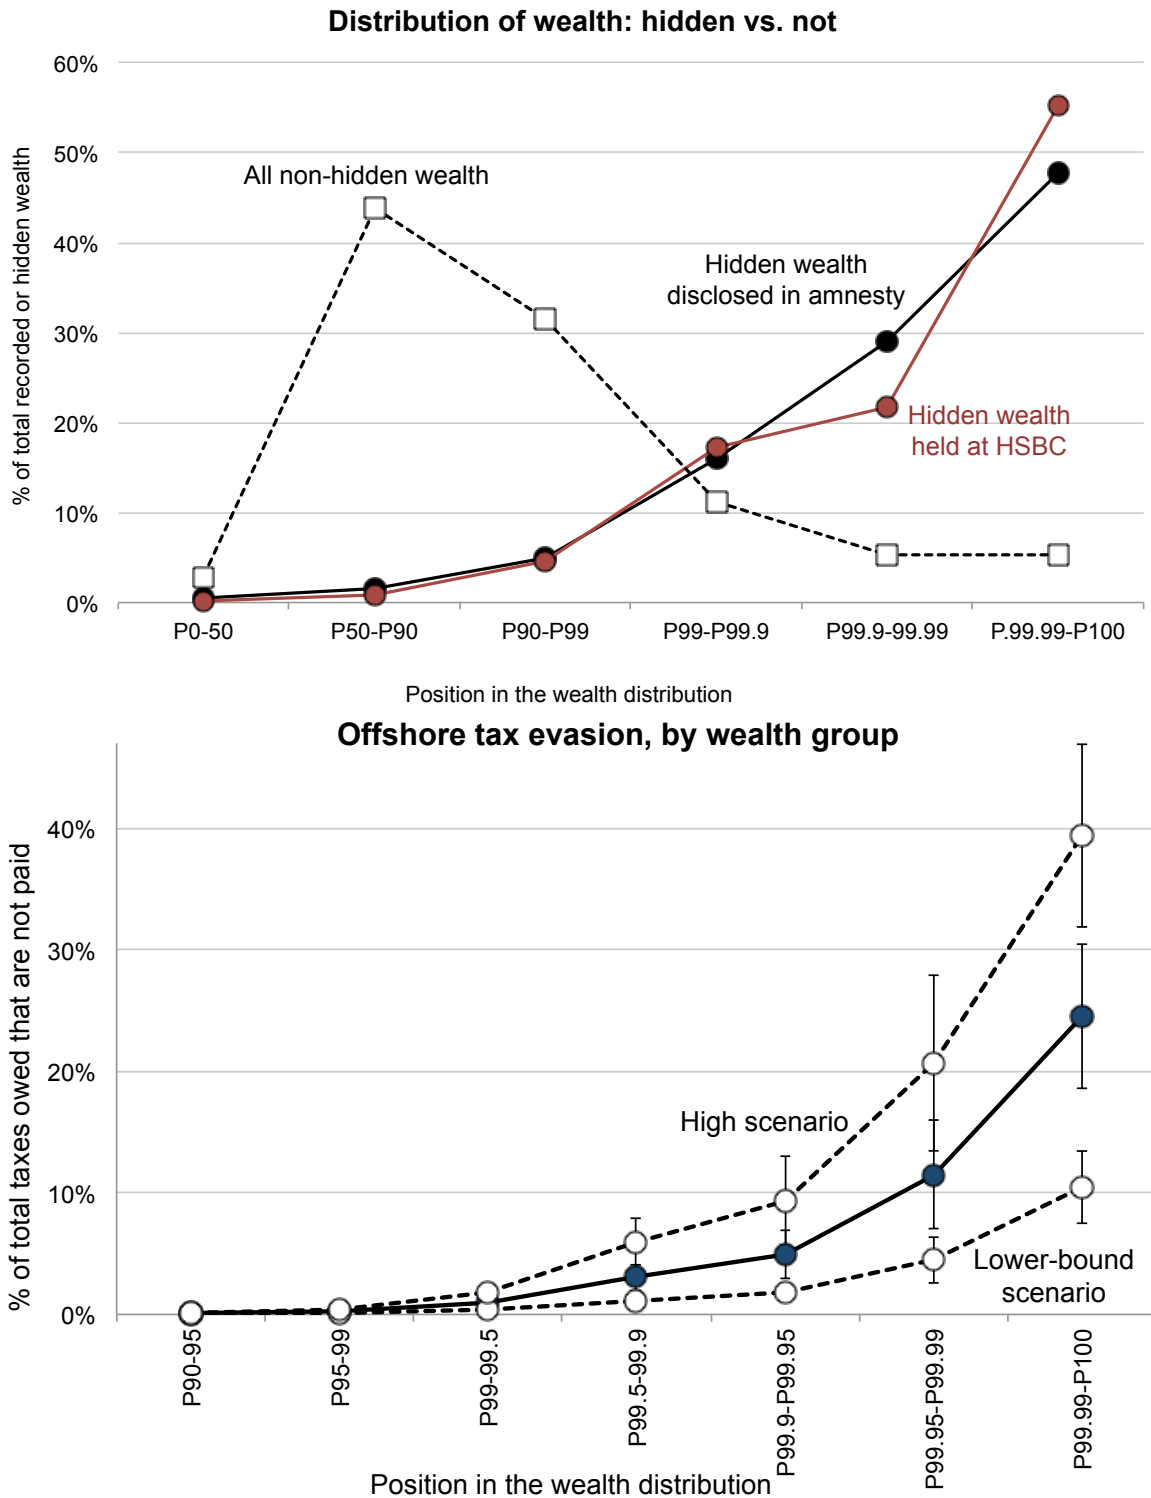 Distribution of wealth: hidden vs. not
% of total recorded or hidden wealth
60%
50%
40%
30%
20%
10%
0%
All non-hidden wealth
Hidden wealth
disclosed in amnesty
Hidden wealth
held at HSBC
P0-50
P50-P90
P90-P99
P99-P99.9
P99.9-99.99
P.99.99-P100
Position in the wealth distribution
Offshore tax evasion, by wealth group
% of total taxes owed that are not paid
40%
30%
20%
10%
0%
High scenario
Lower-bound
scenario
P90-95
P95-99
P99-99.5
P99.5-99.9
P99.9-P99.95
P99.95-P99.99
P99.99-P100
Position in the wealth distribution